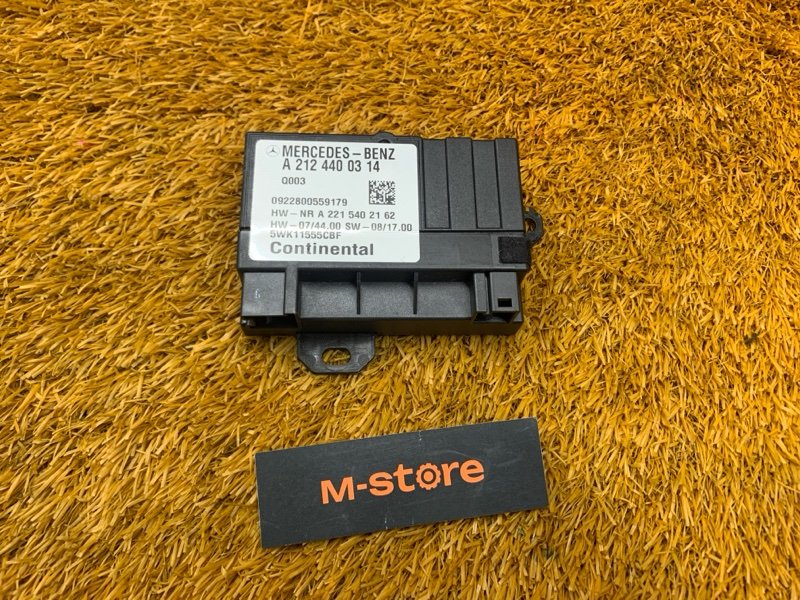 MERCEDES-BENZ
A 212 440 03 14
Q003
0922800559179
HW-NR A 221 540 21 62
HW-07/44.00 SW-08/17.00
5WK11555CBF
Continental
M-store